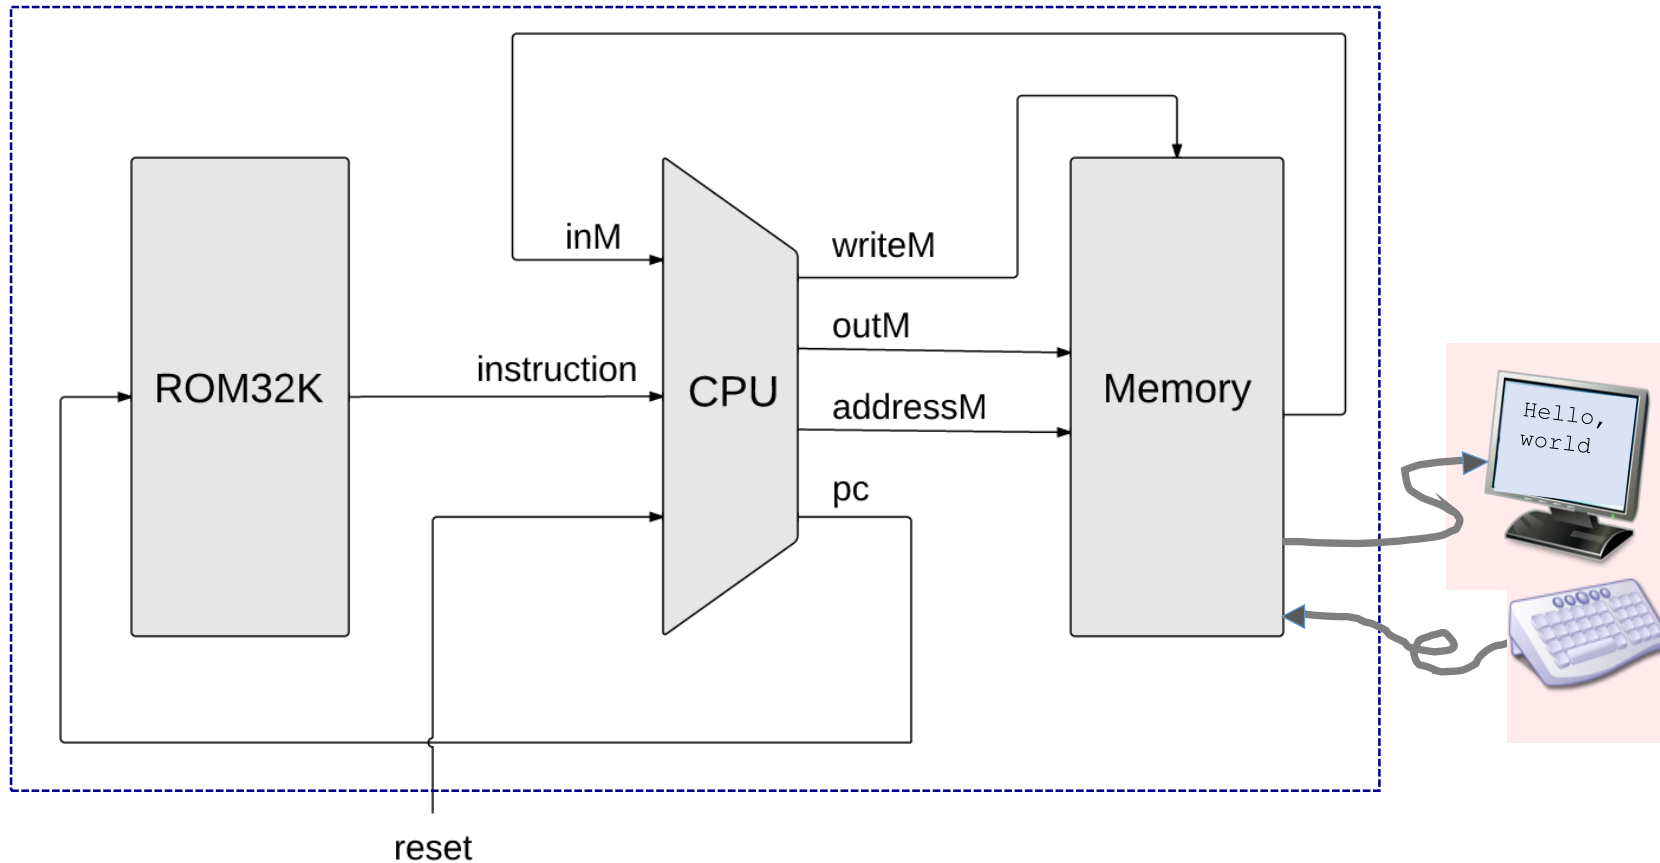 inM
writeM
outM
instruction
ROM32K
CPU
Memory
addressM
pc
Hello,
world
reset